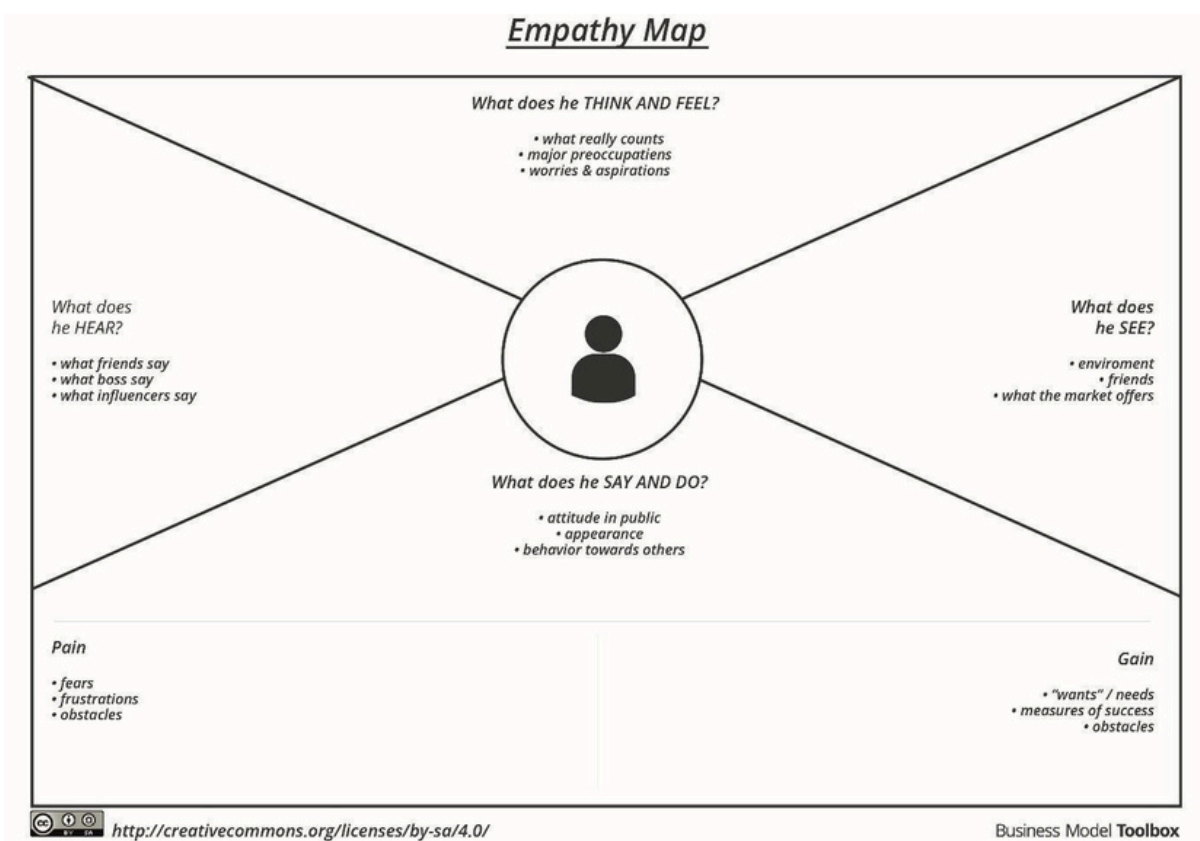 Empathy Map
What does he THINK AND FEEL?
• what really counts
• major preoccupatiens
• worries & aspirations
What does
he HEAR?
• what friends say
• what boss say
• what influencers say
What does
he SEE?
• enviroment
• friends
• what the market offers
What does he SAY AND DO?
• attitude in public
• appearance
• behavior towards others
Pain
• fears
• frustrations
• obstacles
Gain
• “wants“ / needs
• measures of success
• obstacles
cc BY SA
http://creativecommons.org/licenses/by-sa/4.0/
Business Model Toolbox